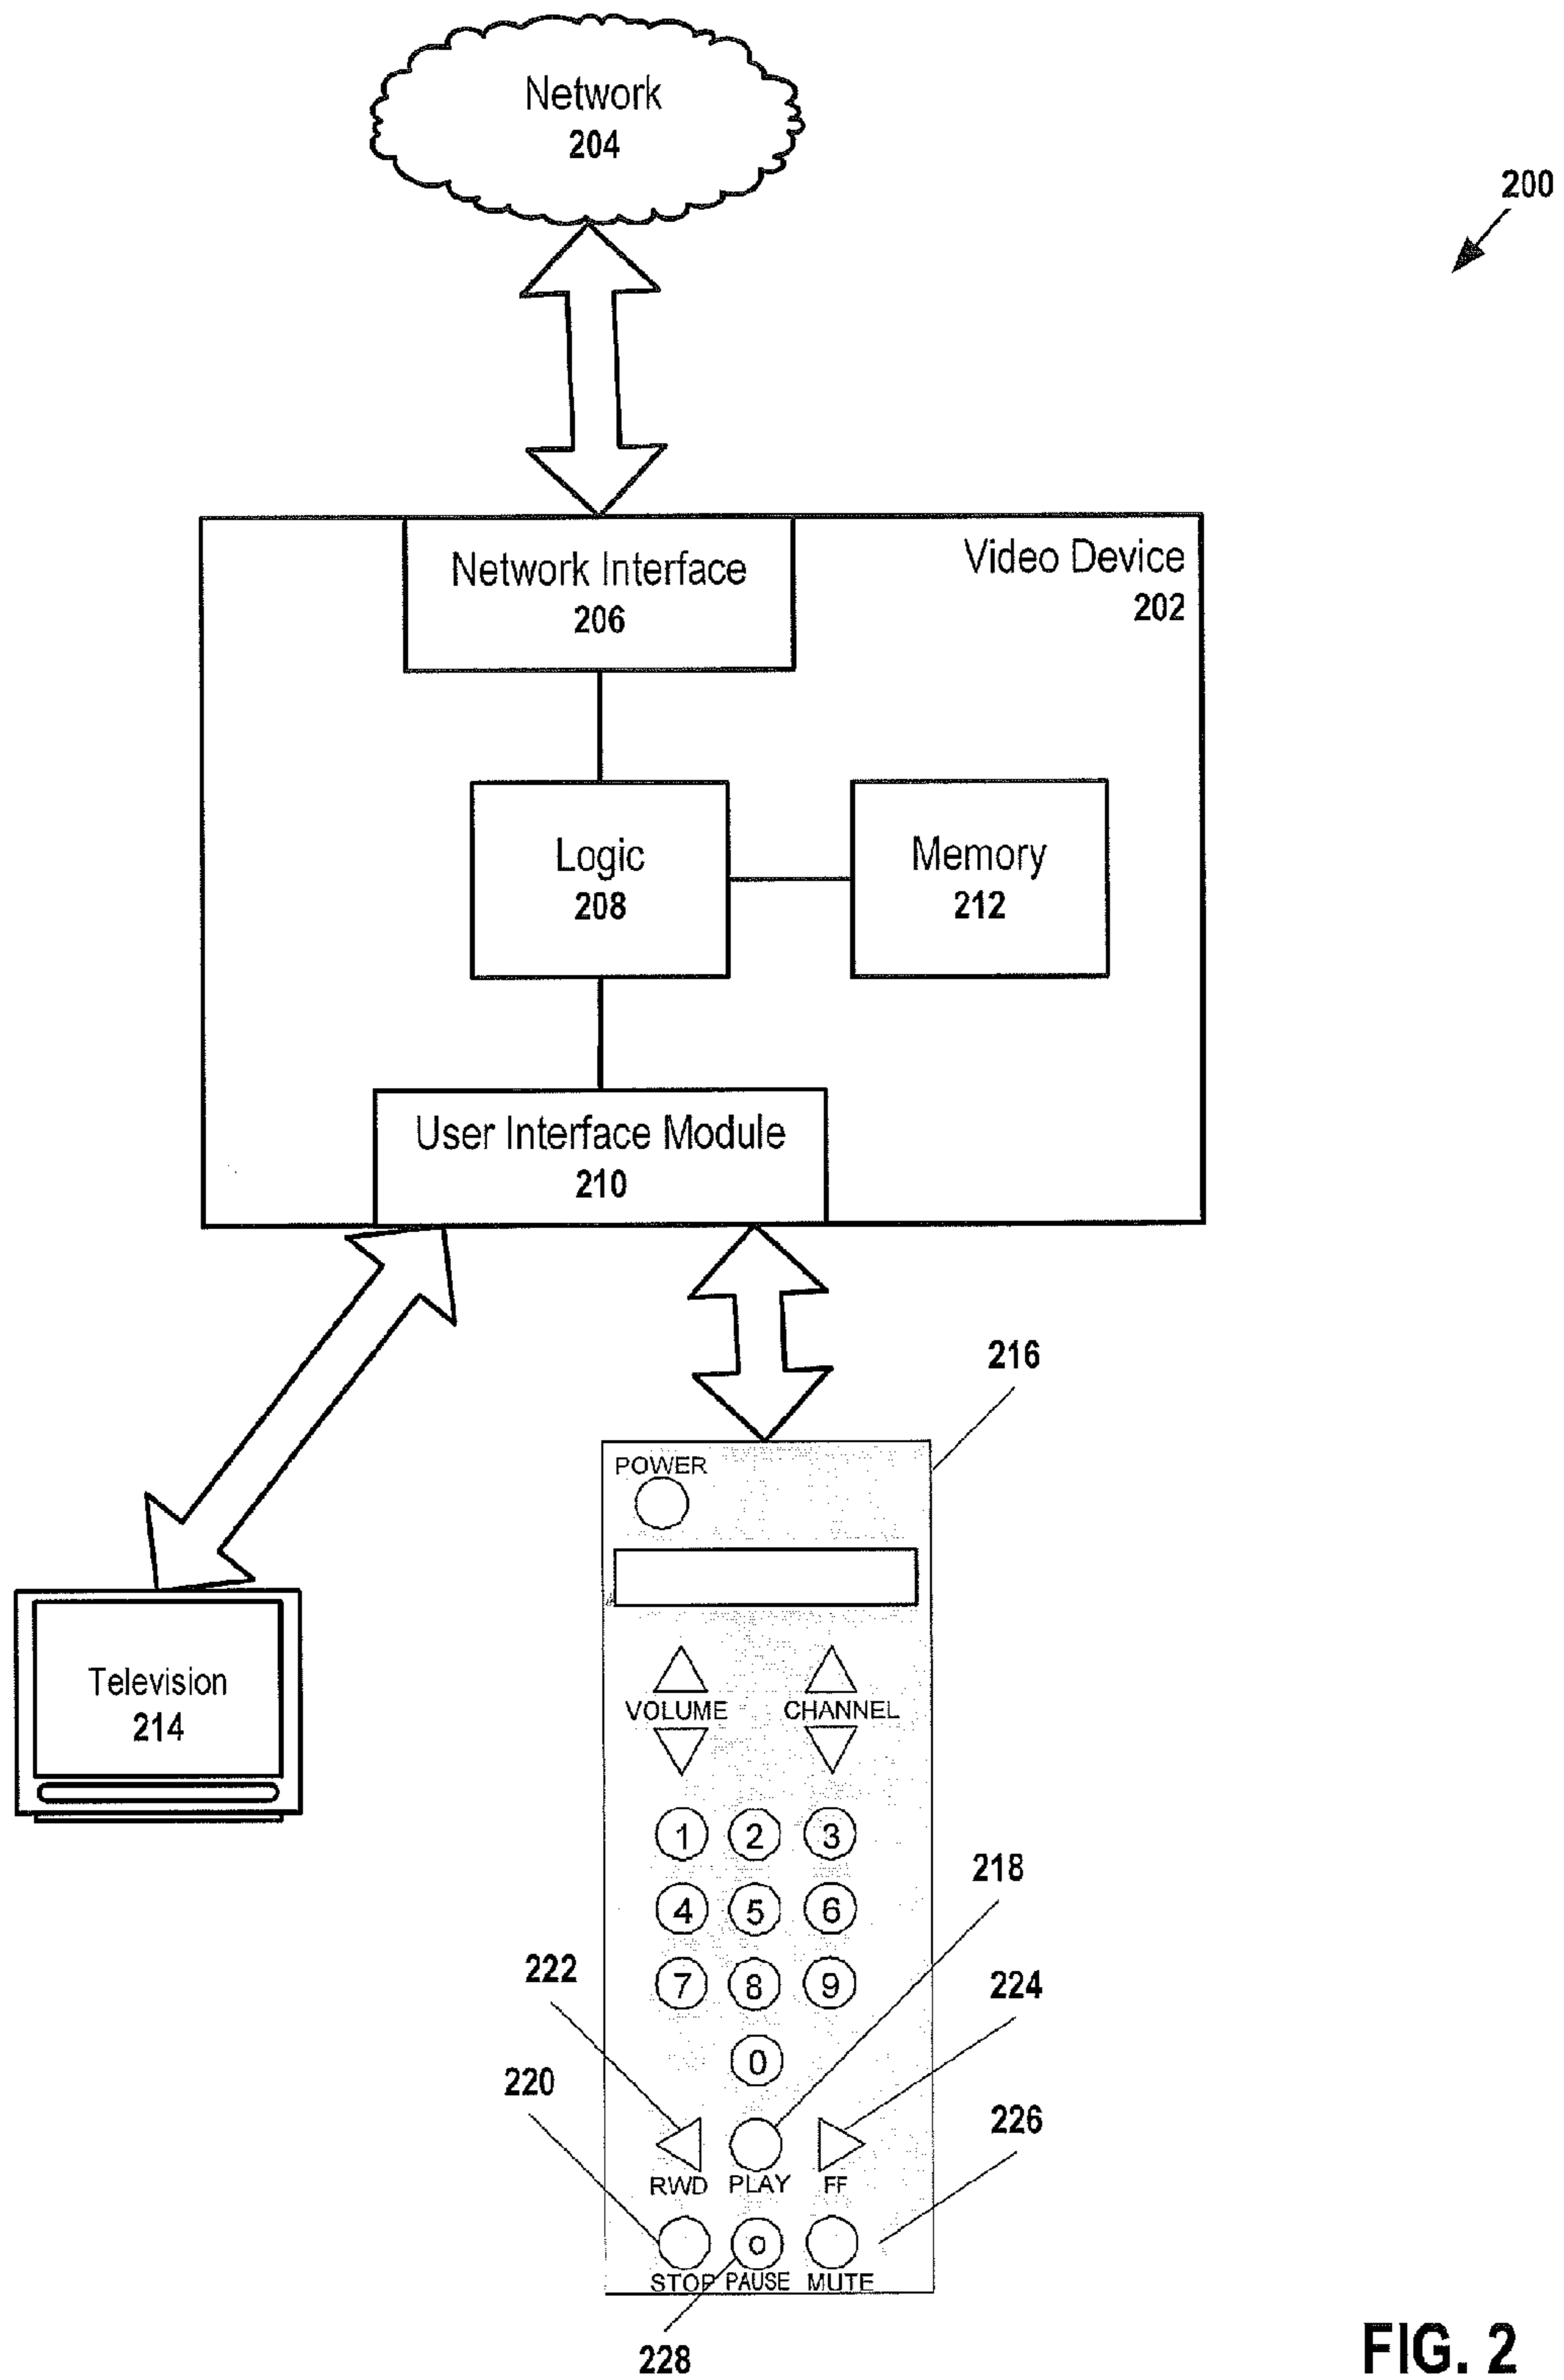 Network
204
200
Network Interface
206
Video Device
202
Logic
208
Memory
212
User Interface Module
210
216
POWER
Television
214
VOLUME
CHANNEL
1 2 3
218
4 5 6
222
7 8 9
224
0
220
226
RWD PLAY FF
o
STOP PAUSE MUTE
228
FIG. 2